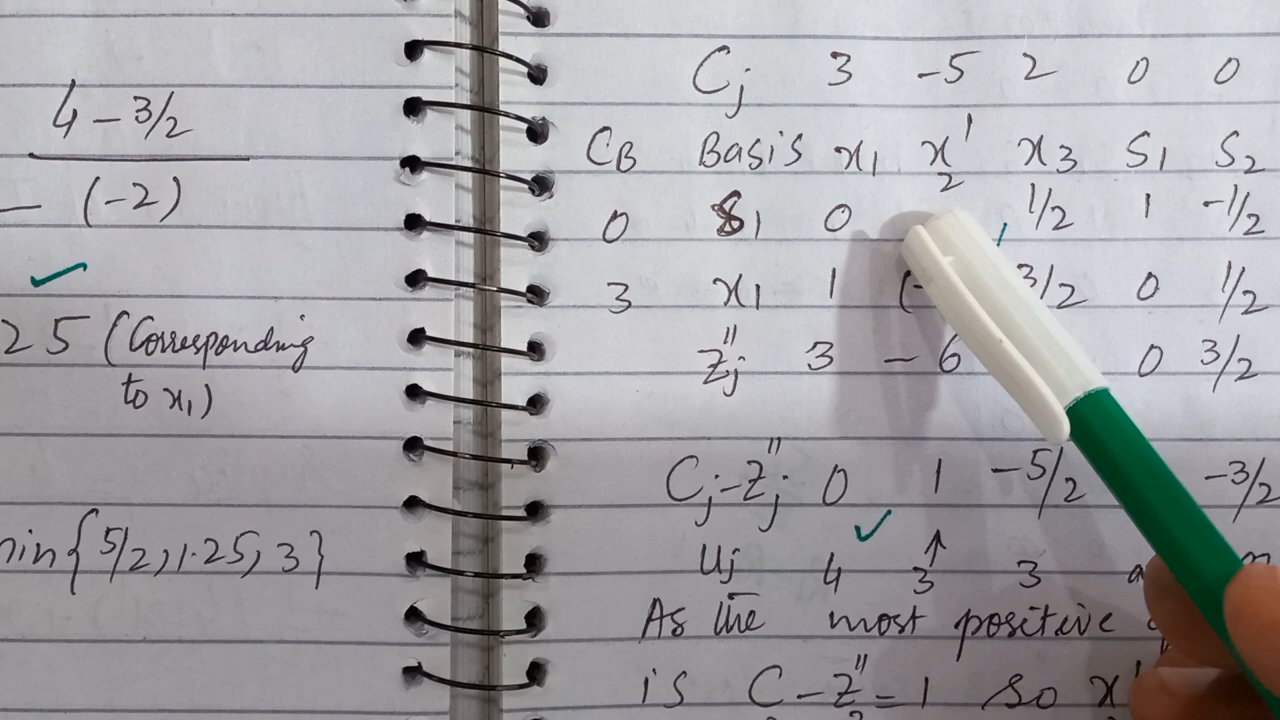 4 - 3/2
- (-2)
25 (Corresponding
to x₁)
min{5/2, 1.25, 3}
Cj 3 -5 2 0 0
CB Basis x₁ x₂' x₃ S₁ S₂
0 S₁ 0 1/2 1 -1/2
3 x₁ 1 3/2 0 1/2
Zj'' 3 -6 0 3/2
Cj-Zj'' 0 1 -5/2 -3/2
Uj 4 3 3
As the most positive
is C - Z₂'' = 1 so x'